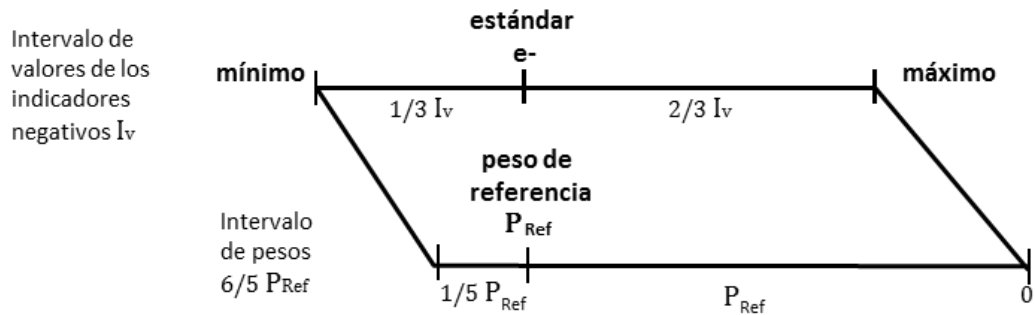 Intervalo de
valores de los
indicadores
negativos Iv
mínimo
estándar
e-
máximo
1/3 Iv
2/3 Iv
peso de
referencia
PRef
Intervalo
de pesos
6/5 PRef
1/5 PRef
PRef
0